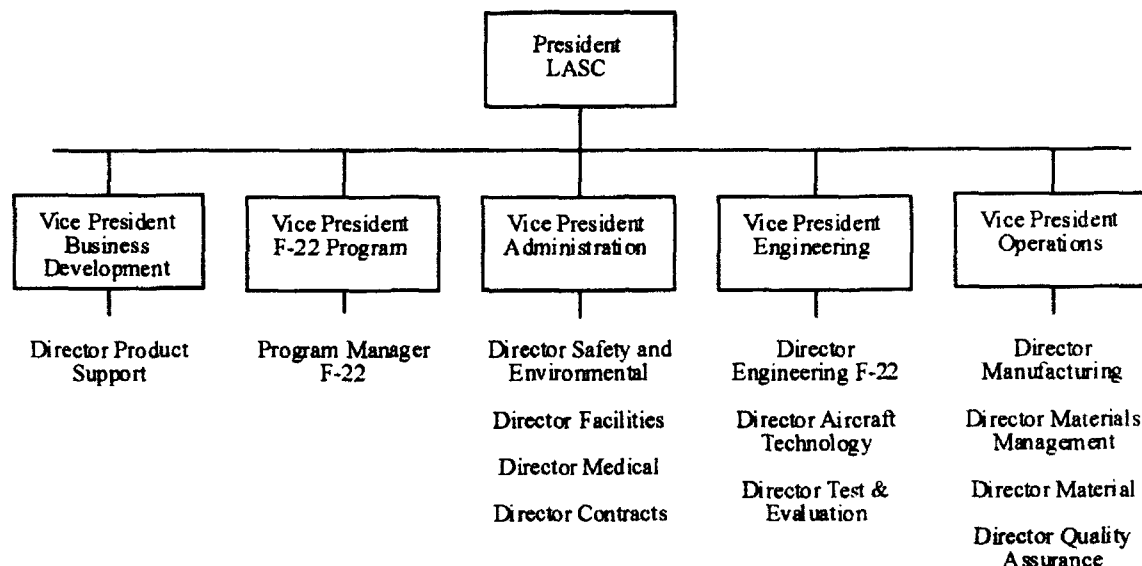 President
LASC
Vice President
Business
Development
Vice President
F-22 Program
Vice President
Administration
Vice President
Engineering
Vice President
Operations
Director Product
Support
Program Manager
F-22
Director Safety and
Environmental
Director Facilities
Director Medical
Director Contracts
Director
Engineering F-22
Director Aircraft
Technology
Director Test &
Evaluation
Director
Manufacturing
Director Materials
Management
Director Material
Director Quality
Assurance